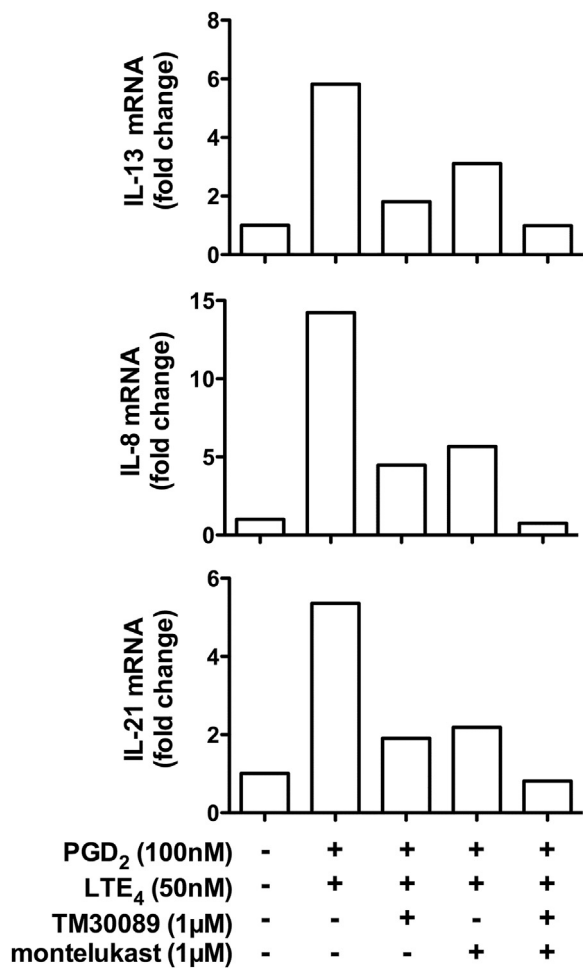 IL-13 mRNA
(fold change)
8
6
4
2
0
IL-8 mRNA
(fold change)
15
10
5
0
IL-21 mRNA
(fold change)
6
4
2
0
PGD2 (100nM) - + + + +
LTE4 (50nM) - + + + +
TM30089 (1µM) - - + - +
montelukast (1µM) - - - + +